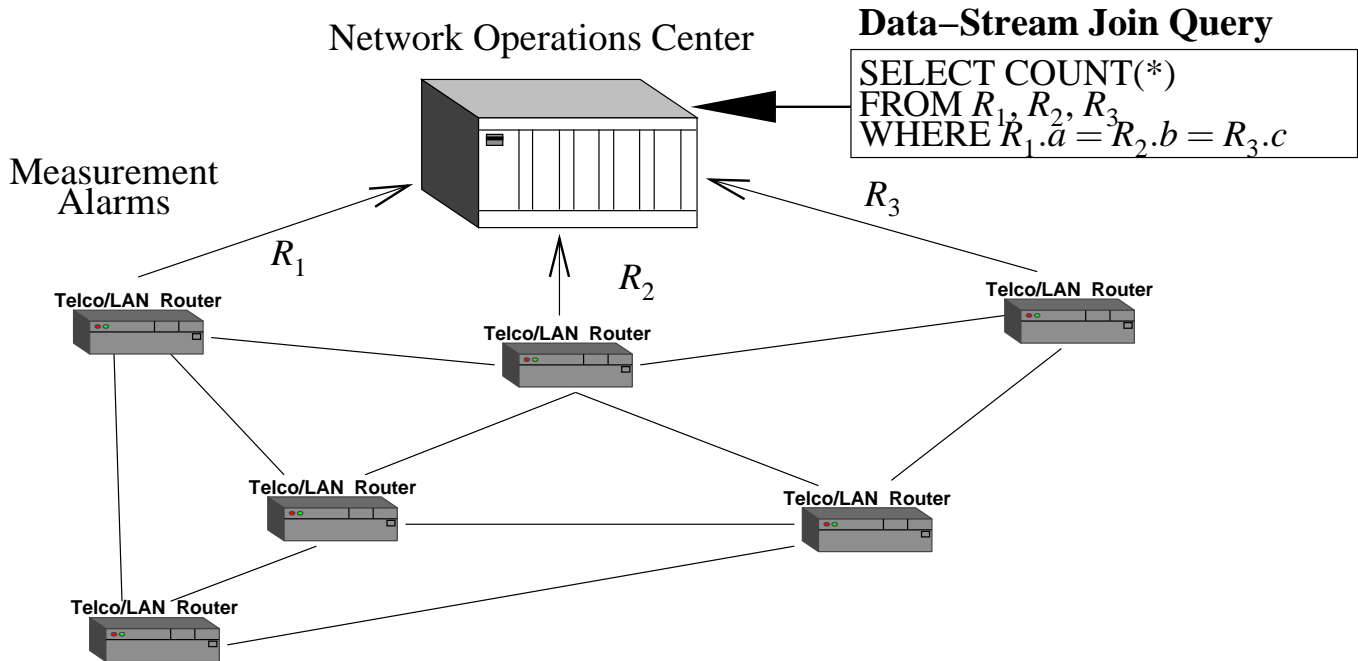 Data–Stream Join Query
Network Operations Center
SELECT COUNT(*)
FROM R1, R2, R3
WHERE R1.a = R2.b = R3.c
Measurement
Alarms
R1
R2
R3
Telco/LAN Router
Telco/LAN Router
Telco/LAN Router
Telco/LAN Router
Telco/LAN Router
Telco/LAN Router